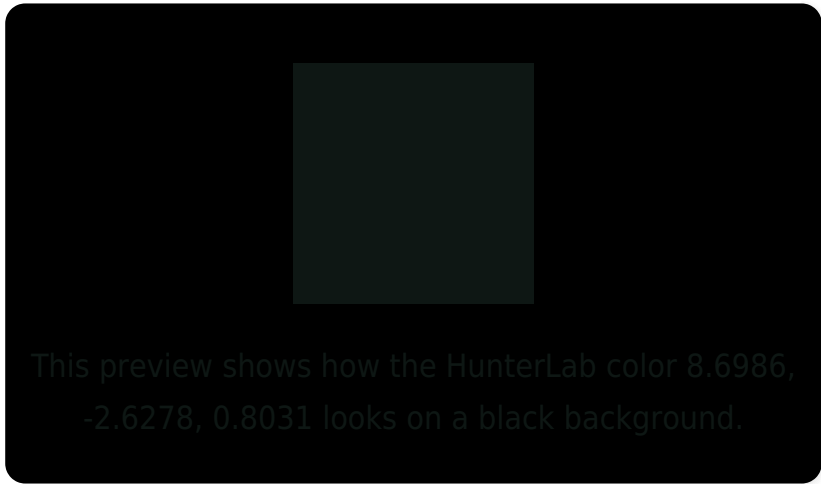 This preview shows how the HunterLab color 8.6986,
-2.6278, 0.8031 looks on a black background.